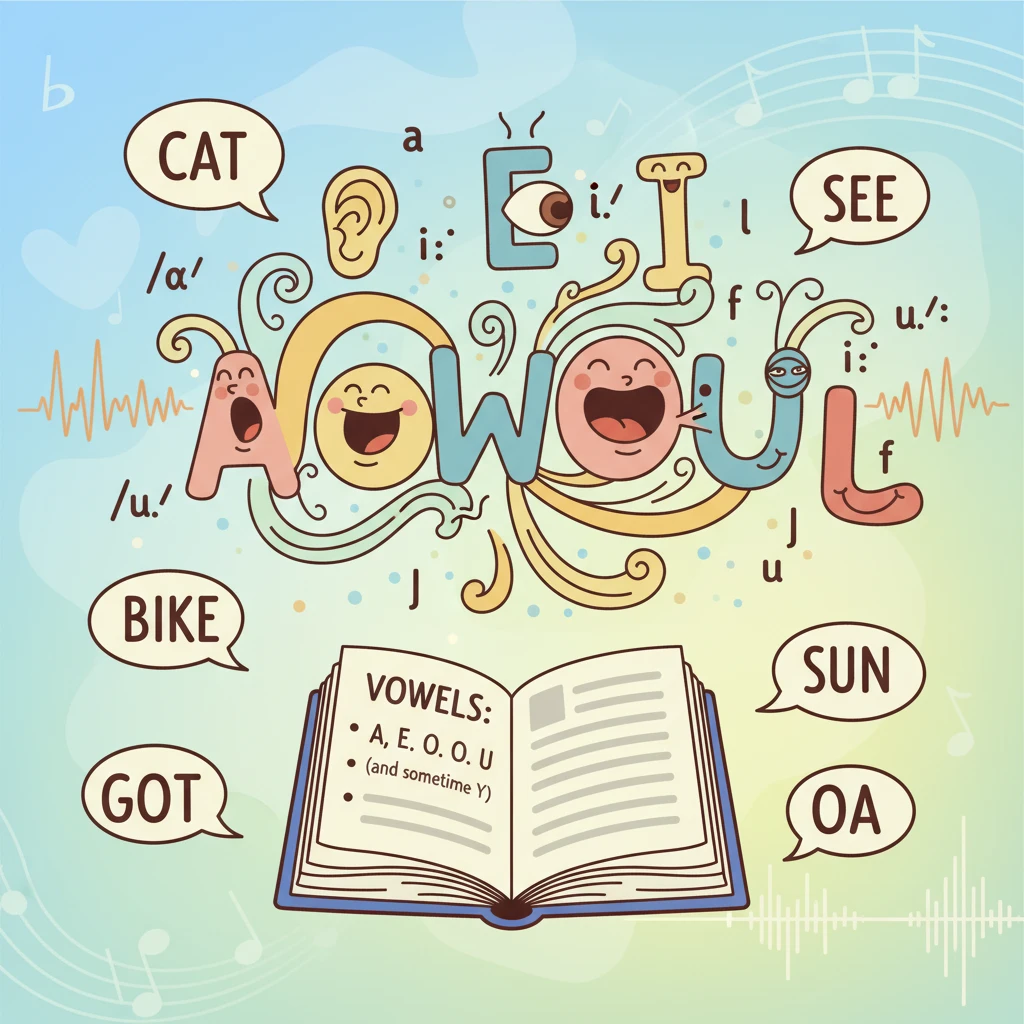 CAT
a
E I
SEE
i:
i.!
l
/ɑ′
f
u.′:
i:
AOWOUL
f
/u.′
J
u
J
BIKE
SUN
VOWELS:
• A, E. O. O. U
• (and sometime Y)
•
GOT
OA